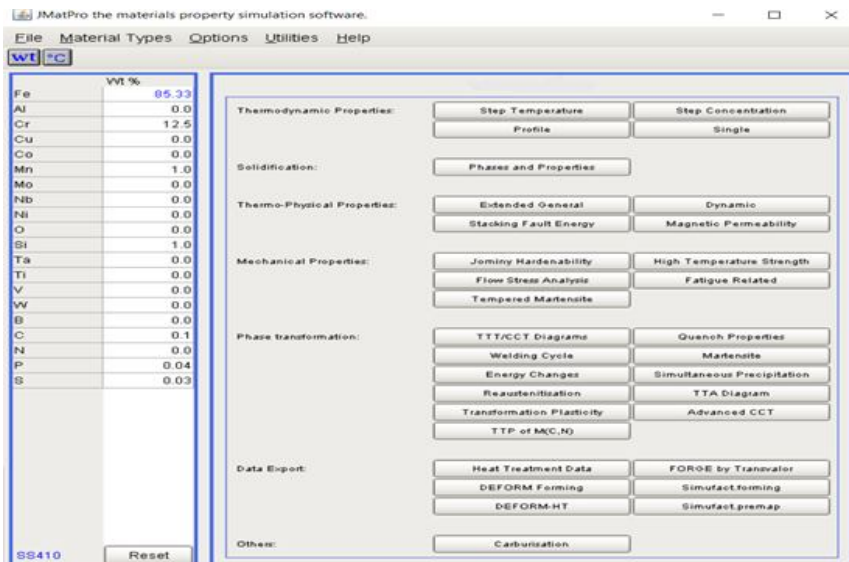 JMatPro the materials property simulation software.
File Material Types Options Utilities Help
wt °C
Wt %
Fe 85.33
Al 0.0
Cr 12.5
Cu 0.0
Co 0.0
Mn 1.0
Mo 0.0
Nb 0.0
Ni 0.0
O 0.0
Si 1.0
Ta 0.0
Ti 0.0
V 0.0
W 0.0
B 0.0
C 0.1
N 0.0
P 0.04
S 0.03
SS410 Reset
Thermodynamic Properties: Step Temperature Step Concentration
Profile Single
Solidification: Phases and Properties
Thermo-Physical Properties: Extended General Dynamic
Stacking Fault Energy Magnetic Permeability
Mechanical Properties: Jominy Hardenability High Temperature Strength
Flow Stress Analysis Fatigue Related
Tempered Martensite
Phase transformation: TTT/CCT Diagrams Quench Properties
Welding Cycle Martensite
Energy Changes Simultaneous Precipitation
Reaustenitisation TTA Diagram
Transformation Plasticity Advanced CCT
TTP of M(C,N)
Data Export: Heat Treatment Data FORGE by Transvalor
DEFORM Forming Simufact.forming
DEFORM-HT Simufact.premap
Others: Carburisation